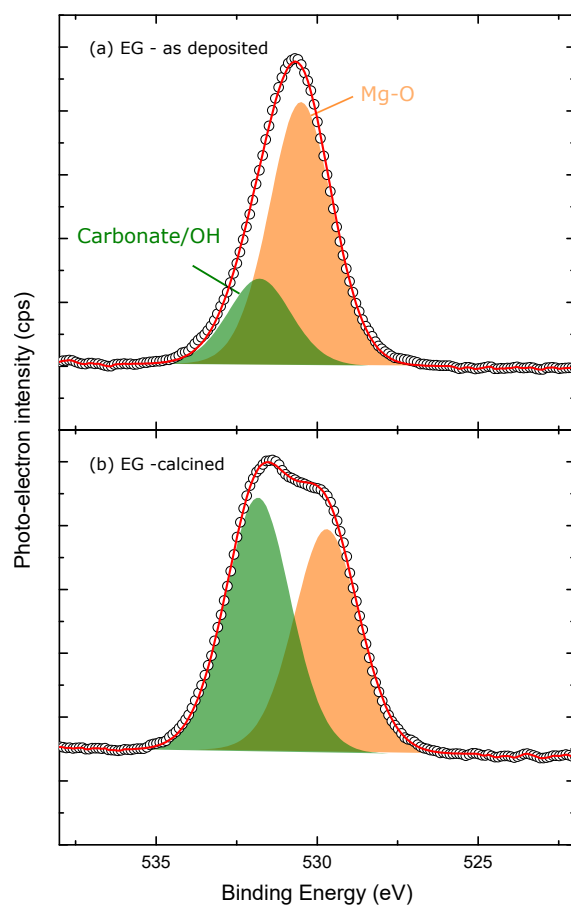 (a) EG - as deposited
Mg-O
Carbonate/OH
Photo-electron intensity (cps)
(b) EG -calcined
535
530
525
Binding Energy (eV)